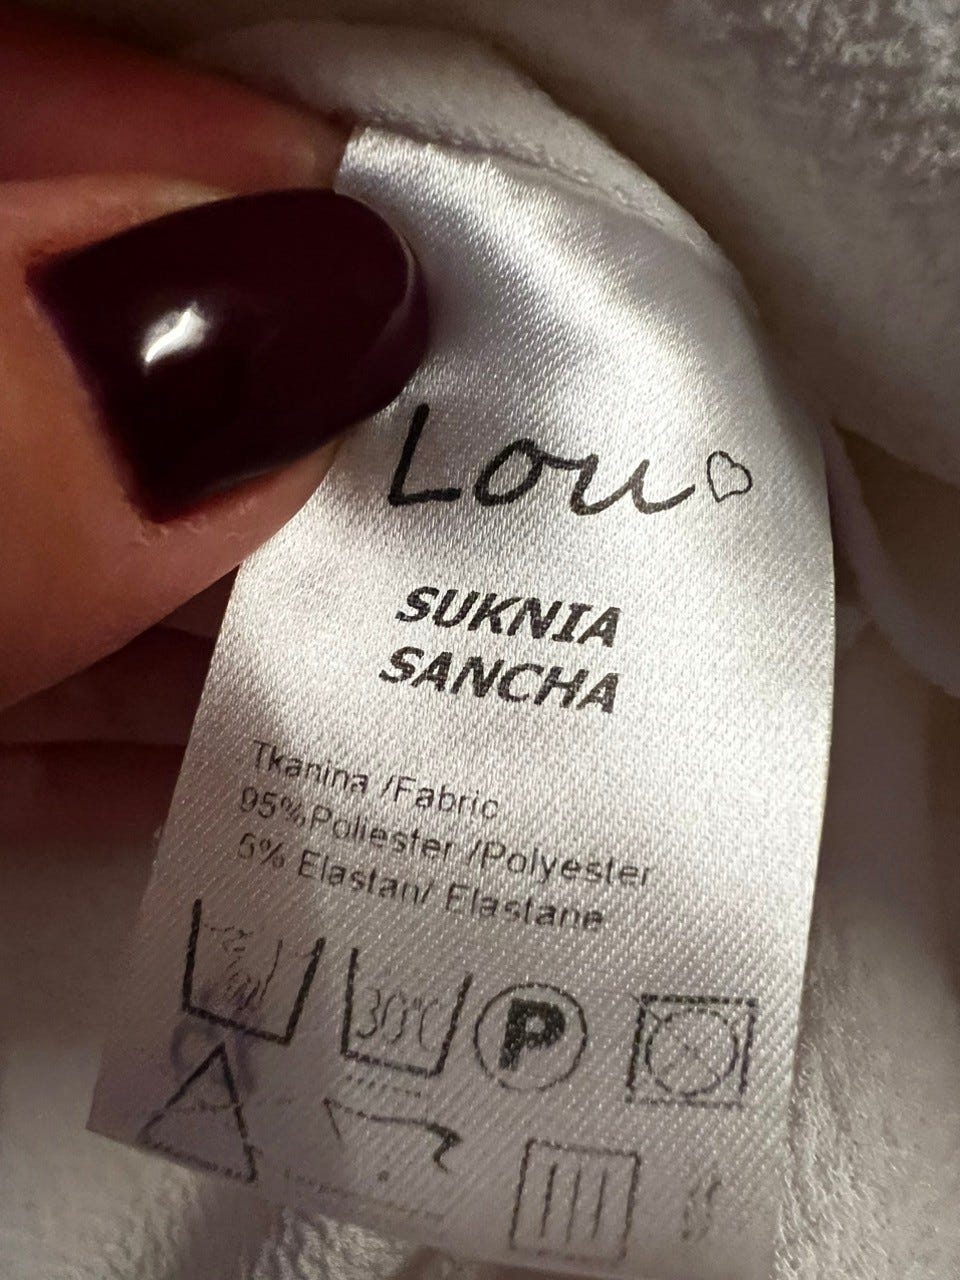 Lou
SUKNIA
SANCHA
Tkanina /Fabric
95% Poliester /Polyester
5% Elastan/ Elastane
30°C
P